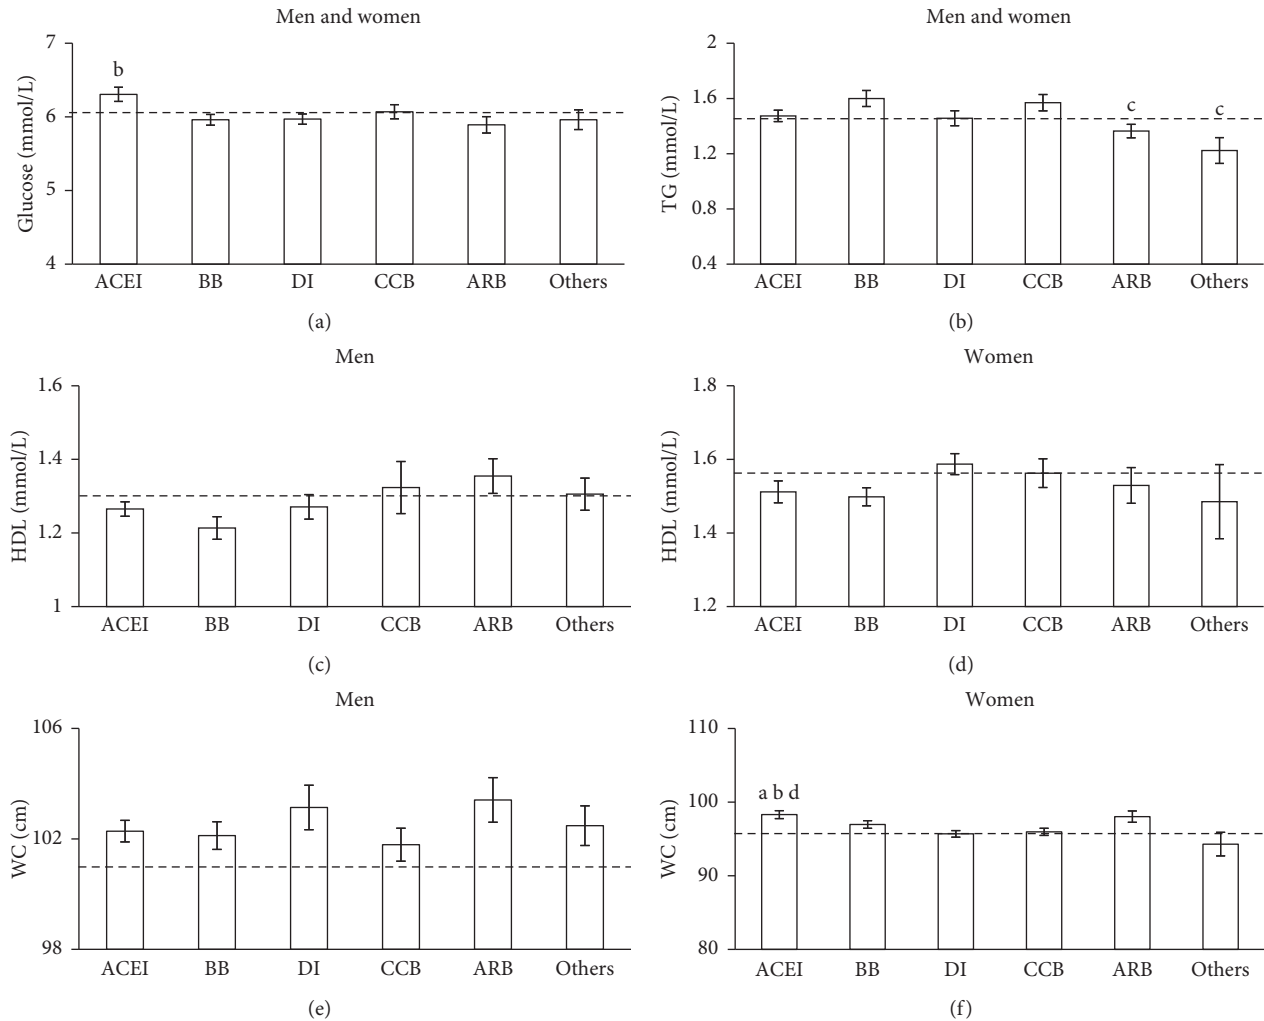 Men and women
Glucose (mmol/L)
7
6
5
4
b
ACEI BB DI CCB ARB Others
(a)
Men and women
TG (mmol/L)
2
1.6
1.2
0.8
0.4
c c
ACEI BB DI CCB ARB Others
(b)
Men
HDL (mmol/L)
1.6
1.4
1.2
1
ACEI BB DI CCB ARB Others
(c)
Women
HDL (mmol/L)
1.8
1.6
1.4
1.2
ACEI BB DI CCB ARB Others
(d)
Men
WC (cm)
106
102
98
ACEI BB DI CCB ARB Others
(e)
Women
WC (cm)
110
100
90
80
a b d
ACEI BB DI CCB ARB Others
(f)